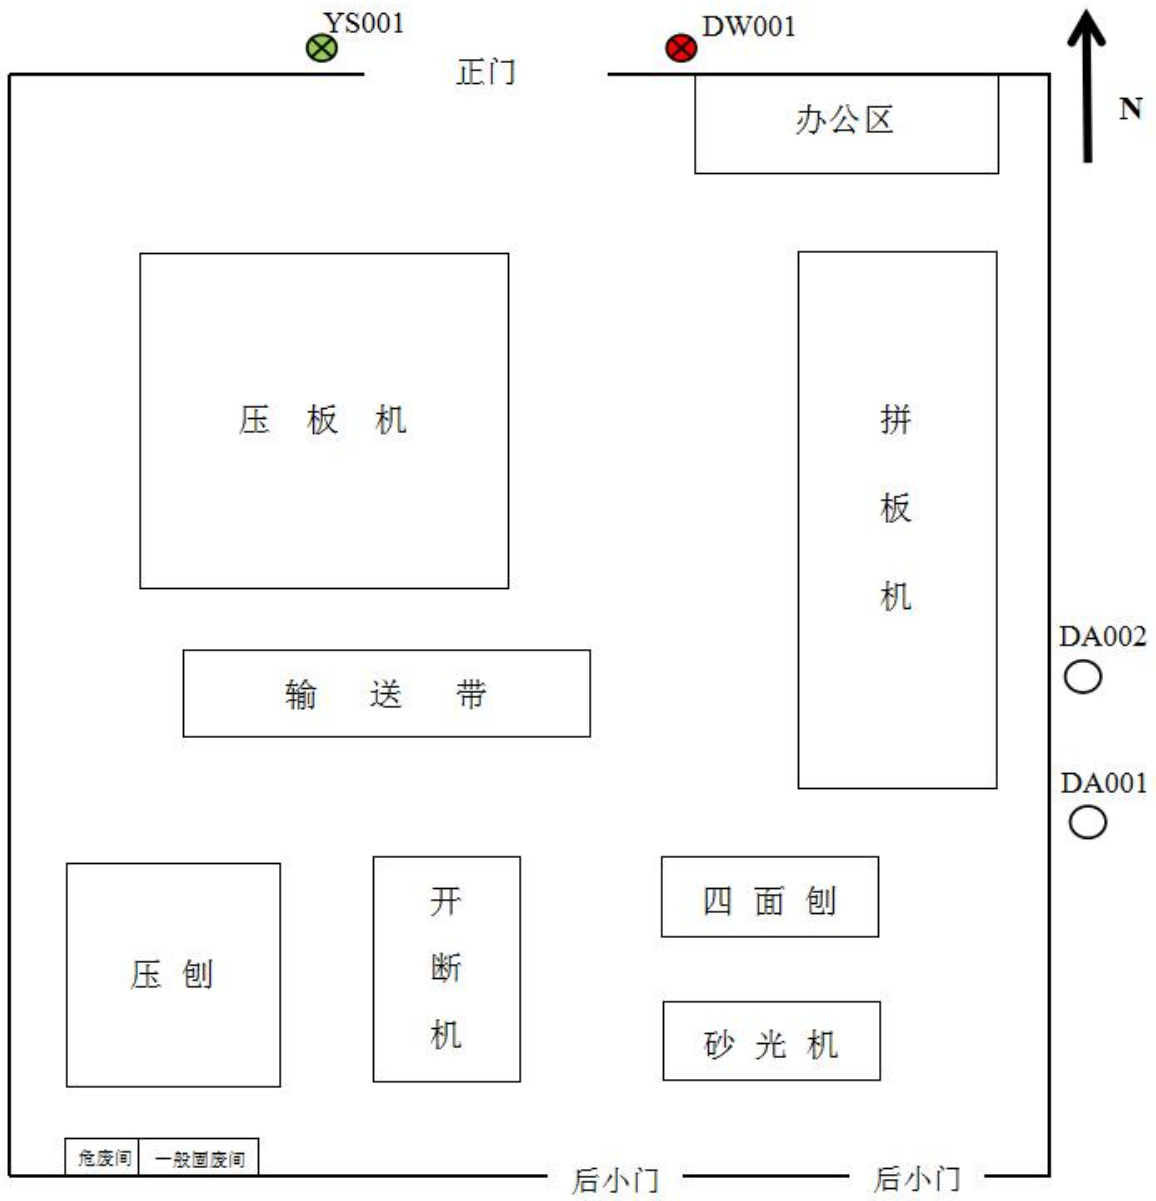 YS001
DW001
正门
N
办公区
压 板 机
拼
板
机
DA002
输 送 带
DA001
压 刨
开
断
机
四 面 刨
砂 光 机
危废间
一般固废间
后小门
后小门